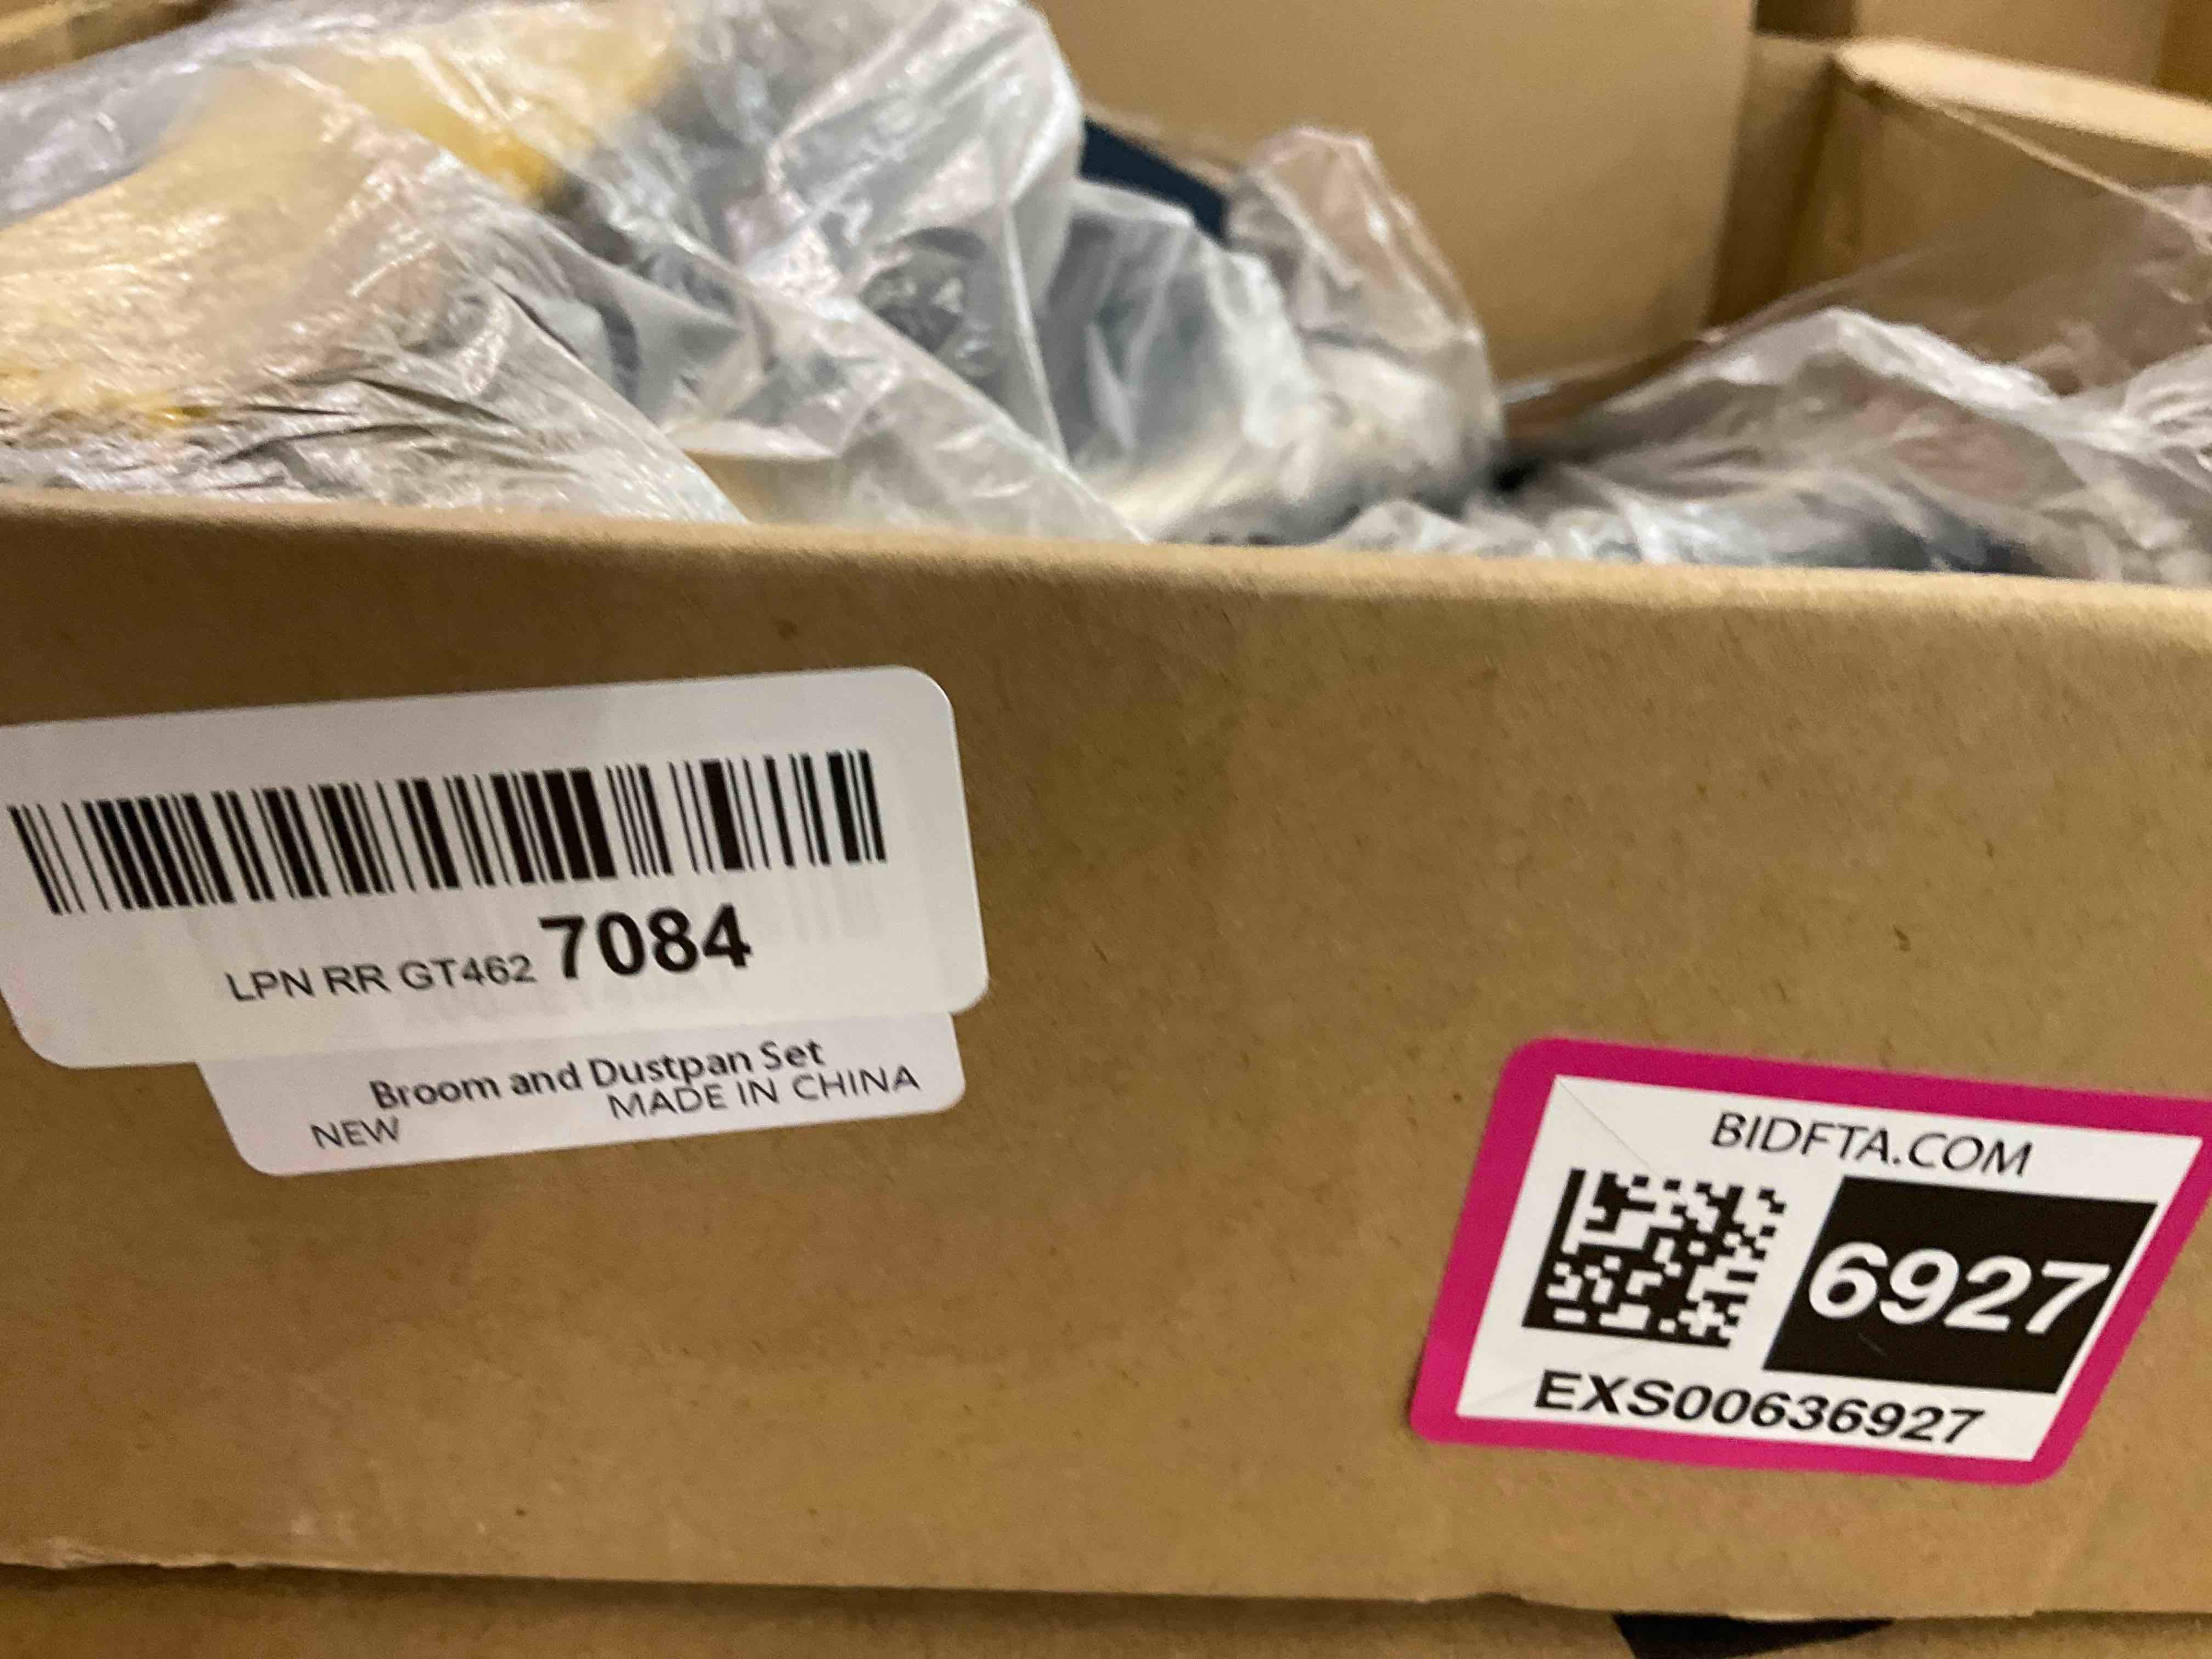 LPN RR GT462 7084
Broom and Dustpan Set
NEW MADE IN CHINA
BIDFTA.COM
6927
EXS00636927